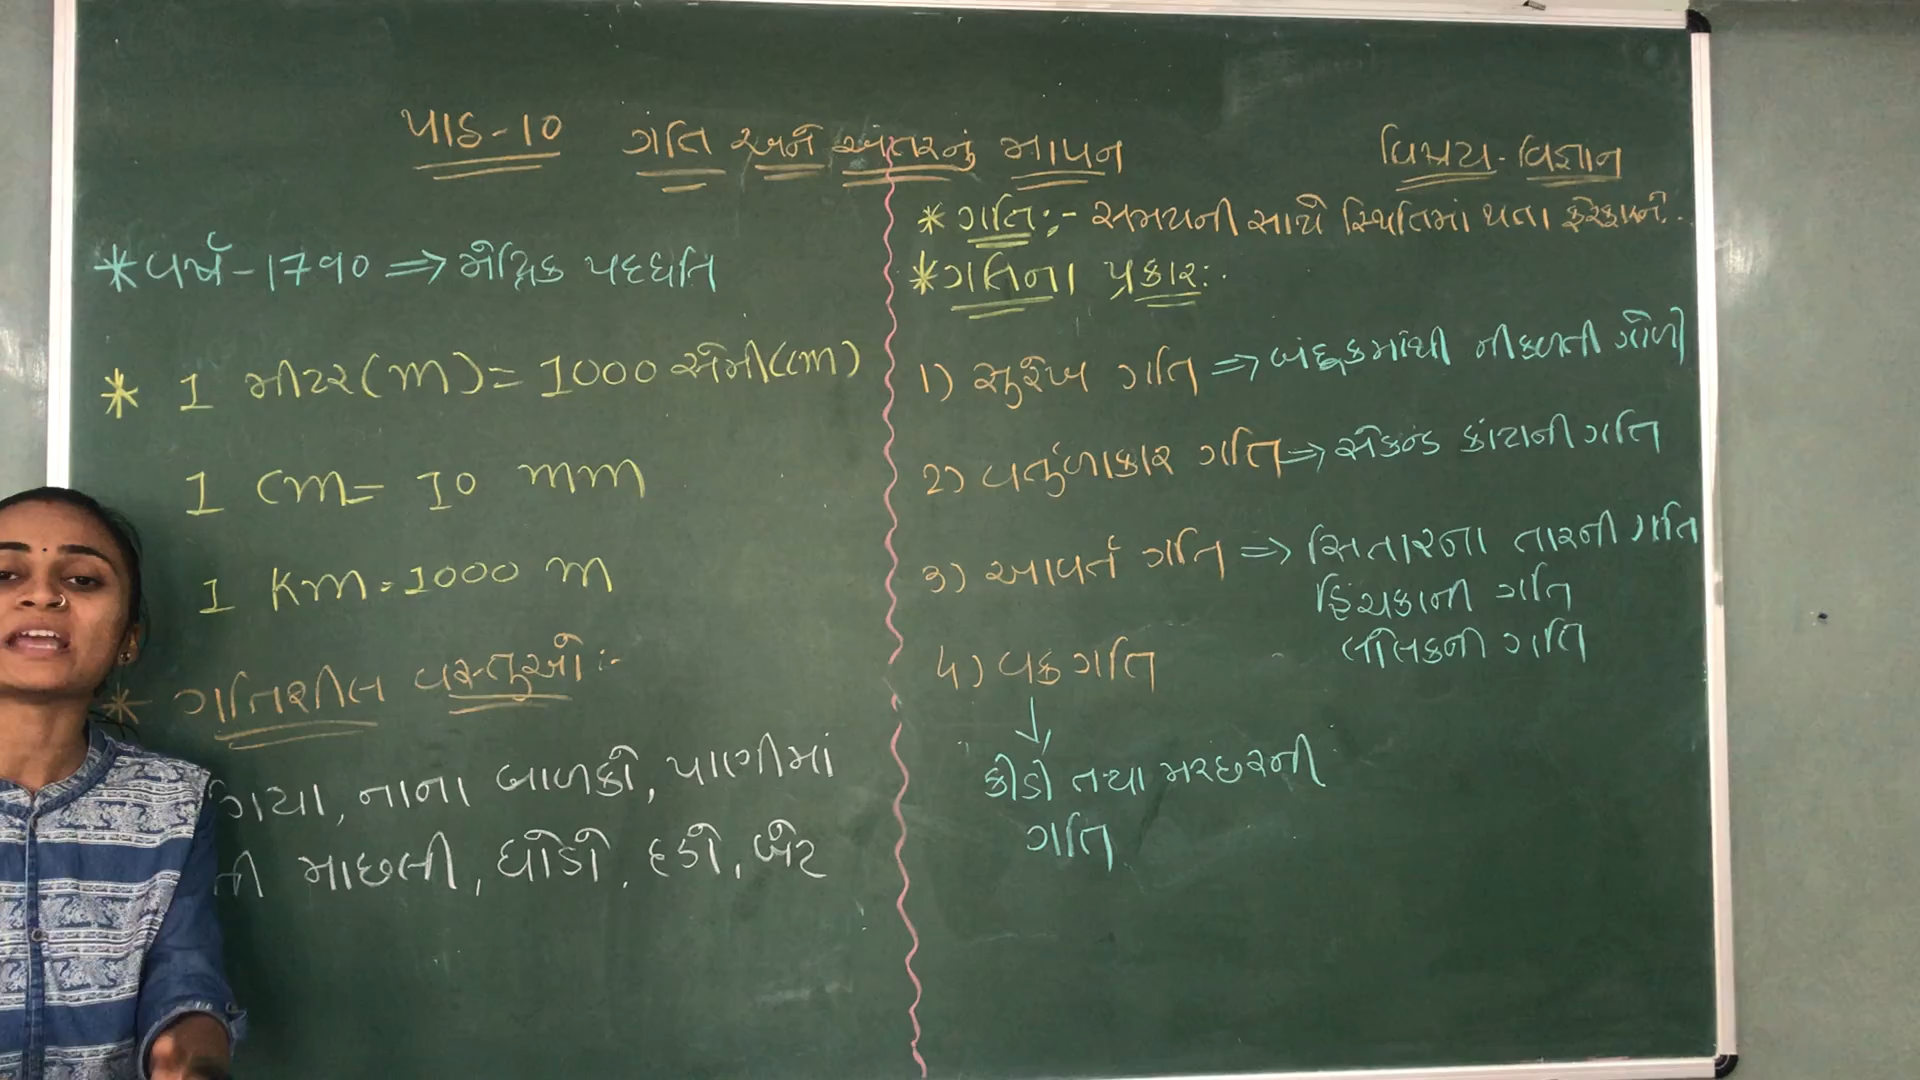 પાઠ-10 ગતિ અને અંતરનું માપન
વિષય - વિજ્ઞાન
* વર્ષ - 1790 ⇒ મેટ્રિક પદ્ધતિ
* 1 મીટર(m) = 1000 સેમી(cm)
1 cm = 10 mm
1 Km = 1000 m
* ગતિશીલ વસ્તુઓ :-
ગાયો, નાના બાળકો, પાણીમાં
માછલી, ઘોડો, દડો, બેટ
* ગતિ :- સમયની સાથે સ્થિતિમાં થતા ફેરફારને.
* ગતિના પ્રકાર :-
1) સુરેખ ગતિ ⇒ બંદૂકમાંથી નીકળતી ગોળી
2) વર્તુળાકાર ગતિ ⇒ સેકન્ડ કાંટાની ગતિ
3) આવર્ત ગતિ ⇒ સિતારના તારની ગતિ
હિંચકાની ગતિ
લોલકની ગતિ
4) વક્ર ગતિ
↓
કીડી તથા મચ્છરની
ગતિ